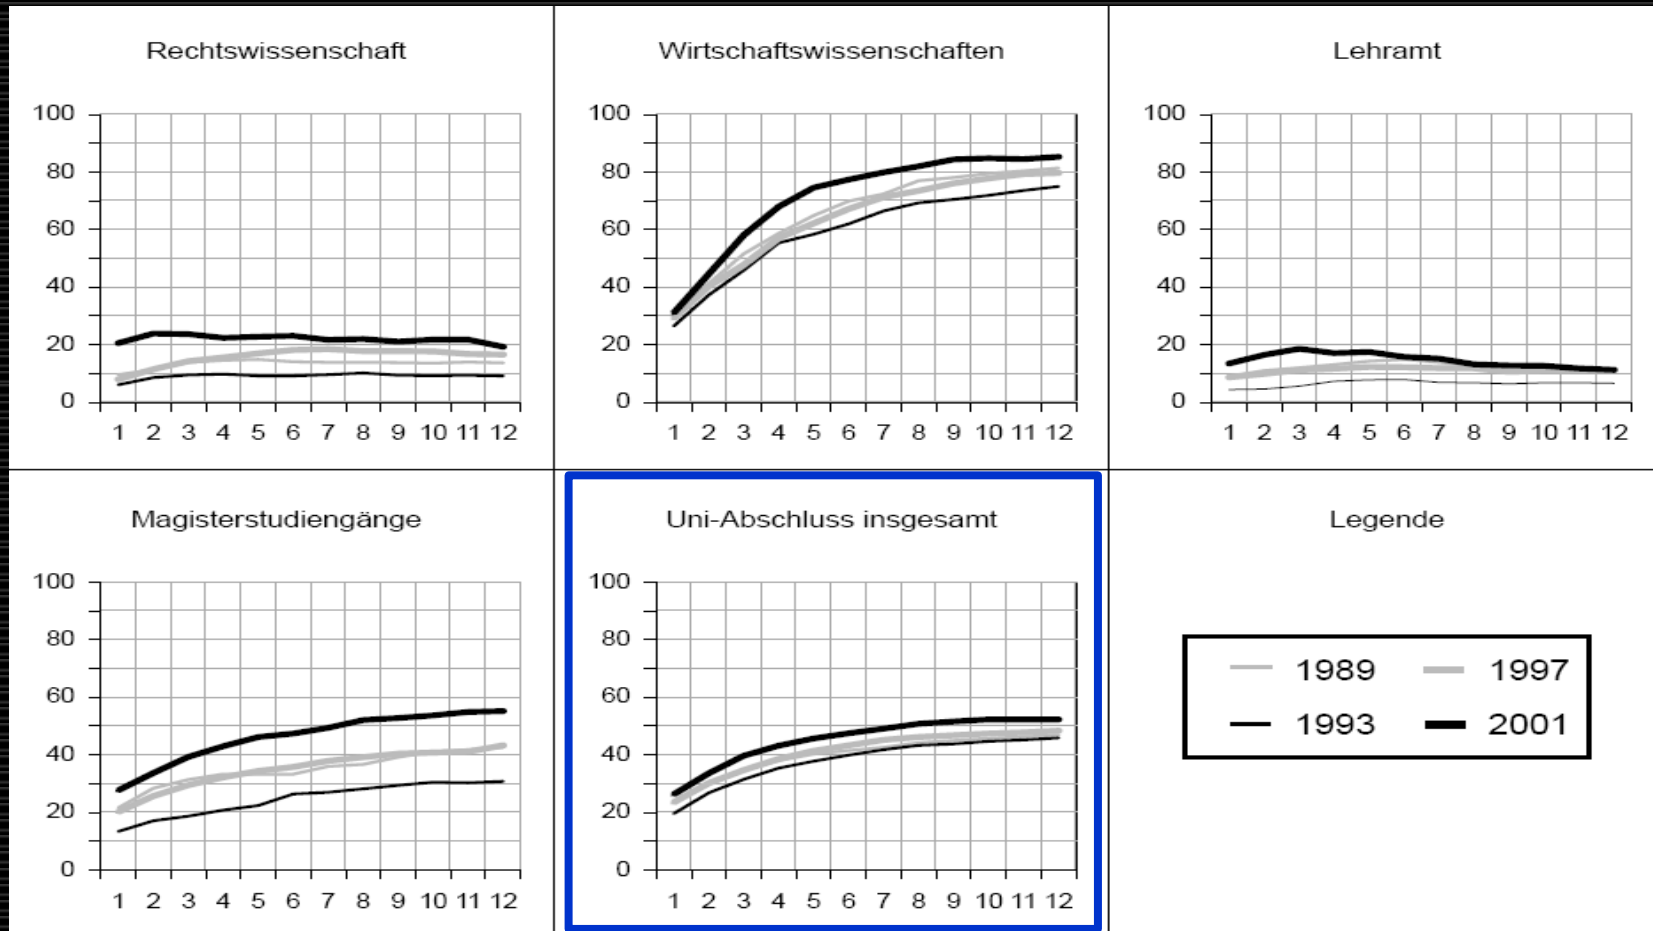 Rechtswissenschaft
100
80
60
40
20
0
1 2 3 4 5 6 7 8 9 10 11 12
Wirtschaftswissenschaften
100
80
60
40
20
0
1 2 3 4 5 6 7 8 9 10 11 12
Lehramt
100
80
60
40
20
0
1 2 3 4 5 6 7 8 9 10 11 12
Magisterstudiengänge
100
80
60
40
20
0
1 2 3 4 5 6 7 8 9 10 11 12
Uni-Abschluss insgesamt
100
80
60
40
20
0
1 2 3 4 5 6 7 8 9 10 11 12
Legende
1989 1997
1993 2001